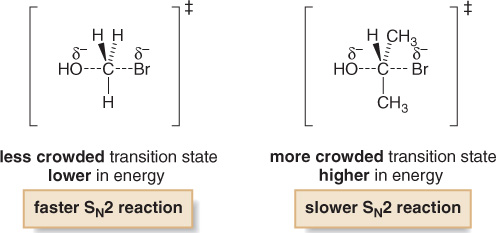 H H ‡
δ− δ−
HO---C---Br
H
less crowded transition state
lower in energy
faster SN2 reaction
H CH3 ‡
δ− δ−
HO---C---Br
CH3
more crowded transition state
higher in energy
slower SN2 reaction